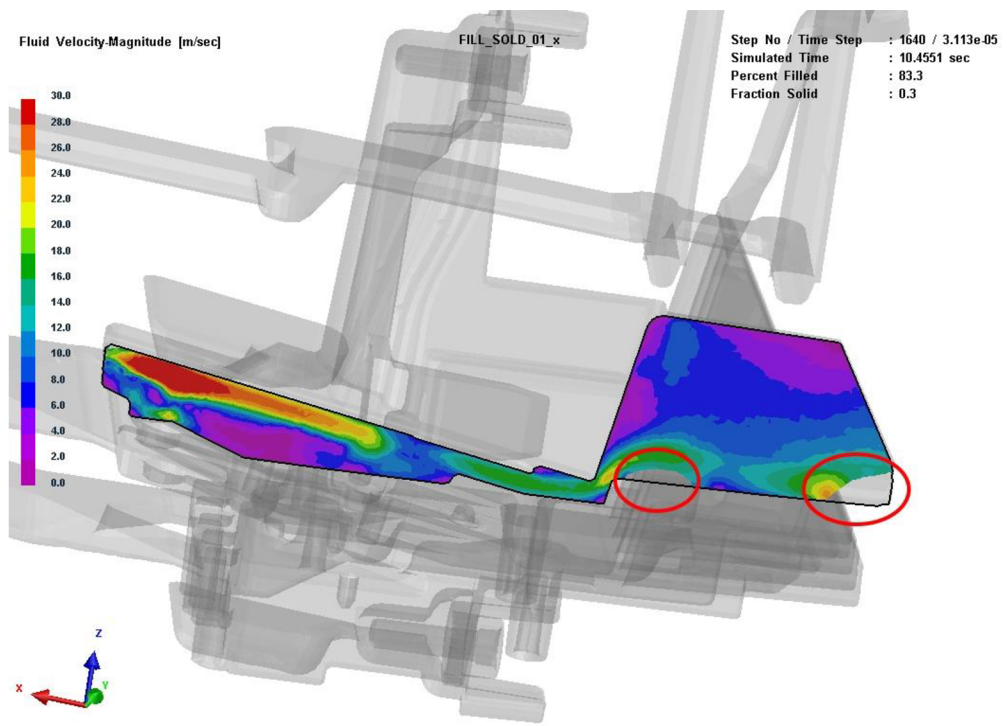 Fluid Velocity-Magnitude [m/sec]
FILL_SOLD_01_x
Step No / Time Step : 1640 / 3.113e-05
Simulated Time : 10.4551 sec
Percent Filled : 83.3
Fraction Solid : 0.3
30.0
28.0
26.0
24.0
22.0
20.0
18.0
16.0
14.0
12.0
10.0
8.0
6.0
4.0
2.0
0.0
Z
X
Y